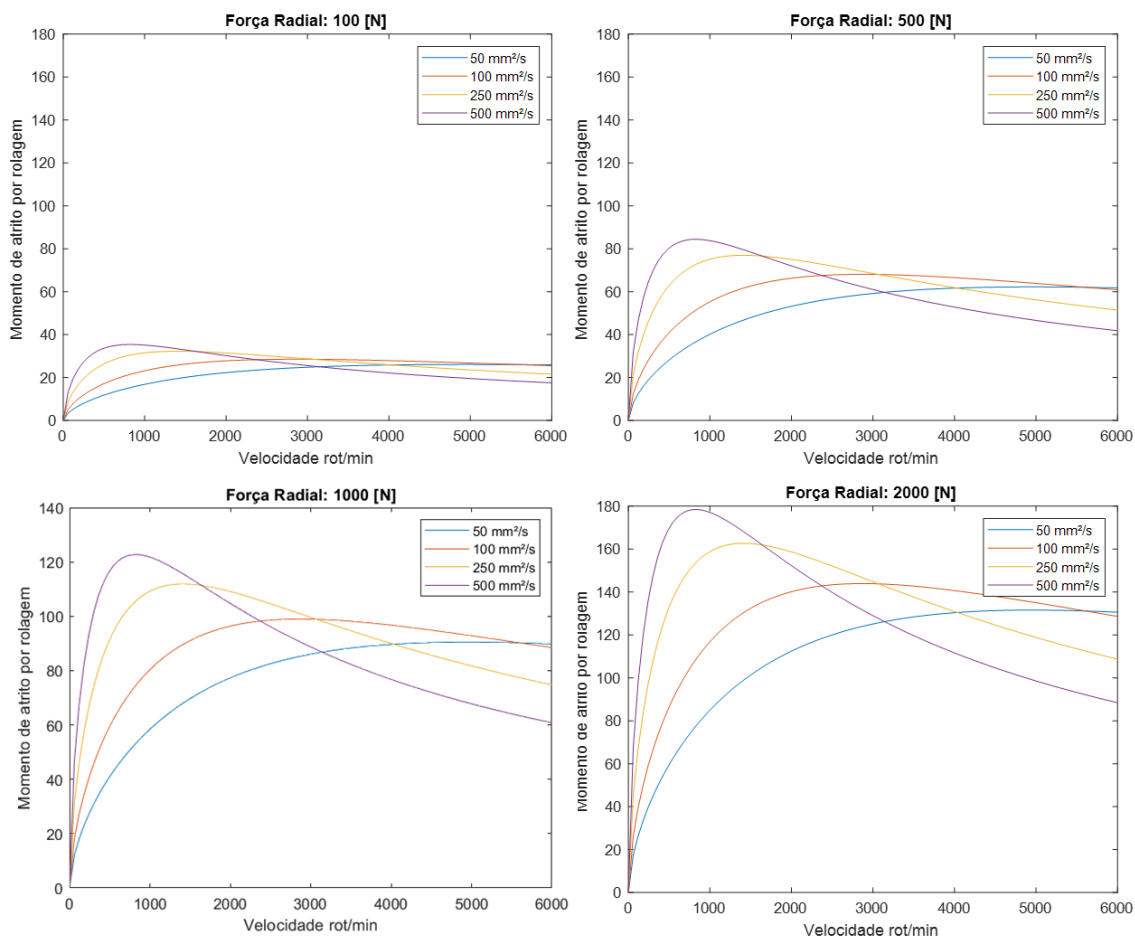 Força Radial: 100 [N]
180
160
140
120
100
80
60
40
20
0
Momento de atrito por rolagem
50 mm²/s
100 mm²/s
250 mm²/s
500 mm²/s
0 1000 2000 3000 4000 5000 6000
Velocidade rot/min
Força Radial: 500 [N]
180
160
140
120
100
80
60
40
20
0
Momento de atrito por rolagem
50 mm²/s
100 mm²/s
250 mm²/s
500 mm²/s
0 1000 2000 3000 4000 5000 6000
Velocidade rot/min
Força Radial: 1000 [N]
140
120
100
80
60
40
20
0
Momento de atrito por rolagem
50 mm²/s
100 mm²/s
250 mm²/s
500 mm²/s
0 1000 2000 3000 4000 5000 6000
Velocidade rot/min
Força Radial: 2000 [N]
180
160
140
120
100
80
60
40
20
0
Momento de atrito por rolagem
50 mm²/s
100 mm²/s
250 mm²/s
500 mm²/s
0 1000 2000 3000 4000 5000 6000
Velocidade rot/min